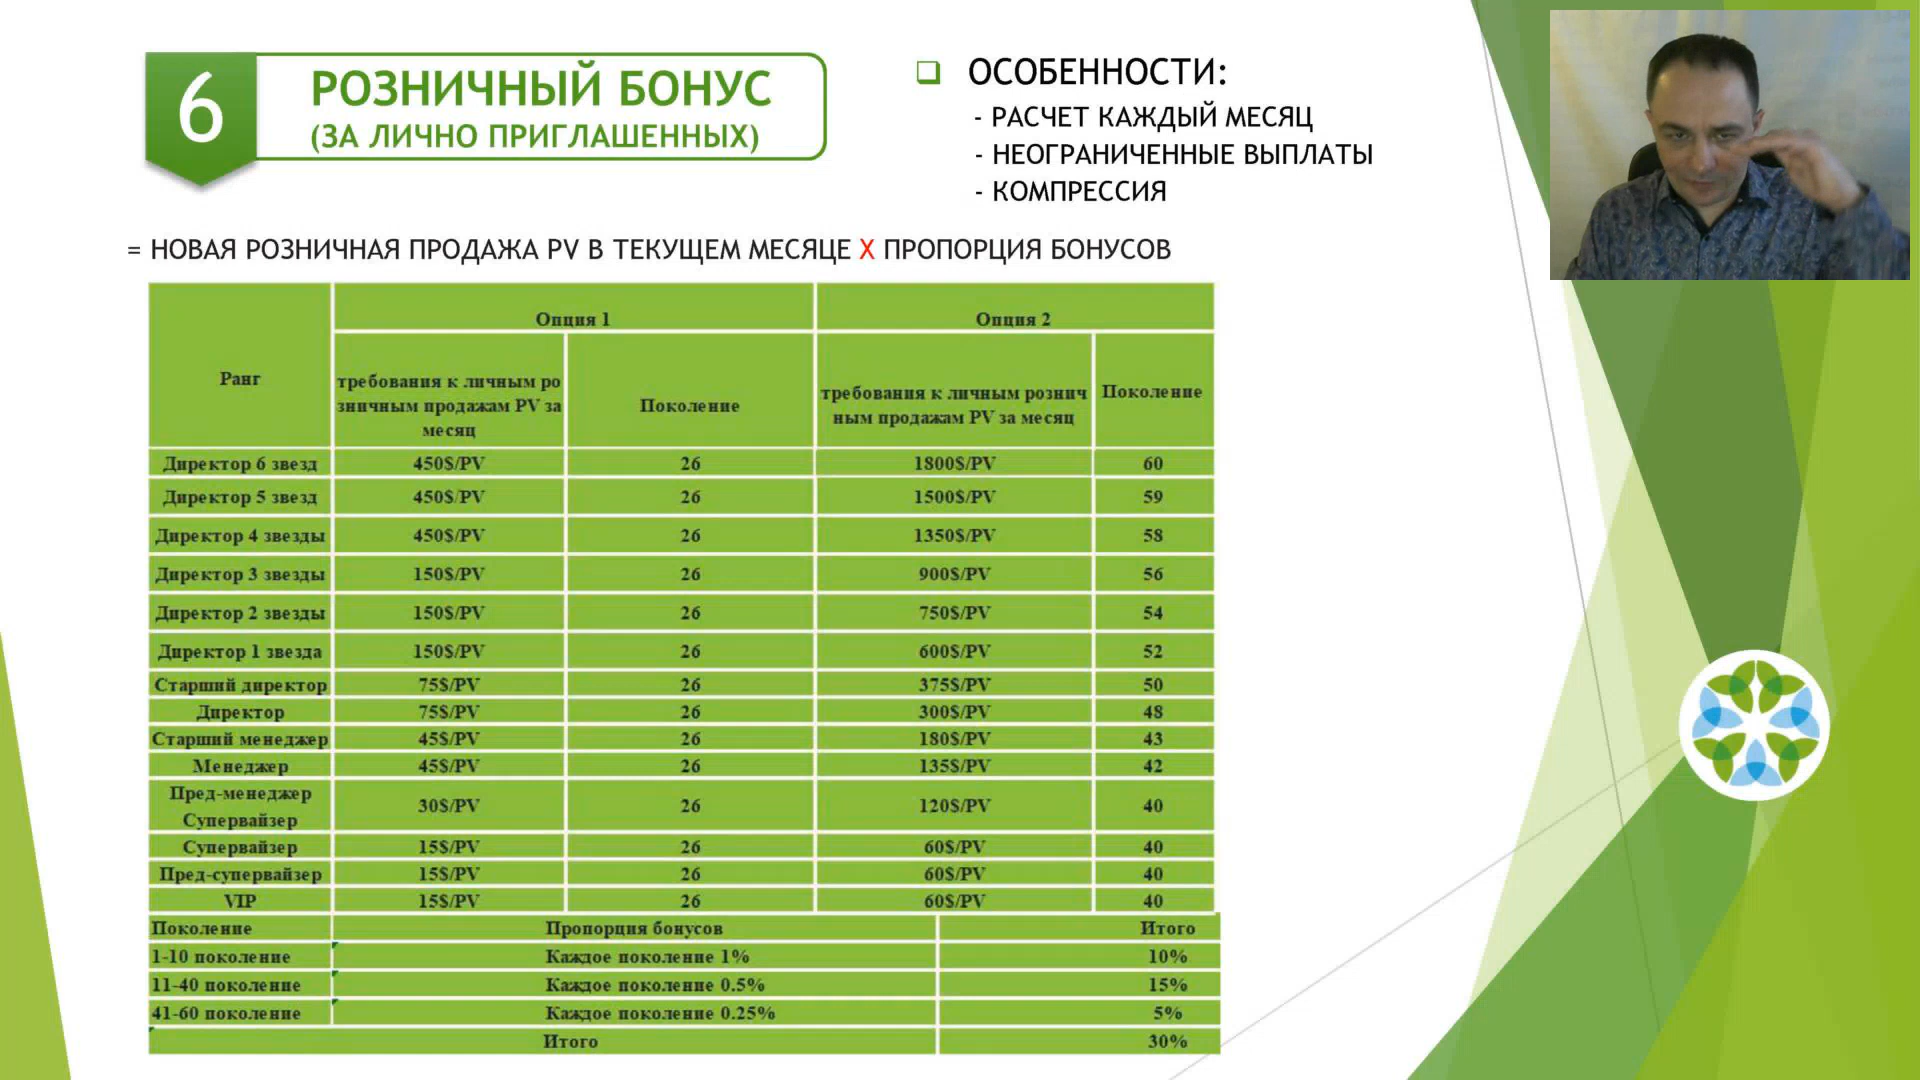 6
РОЗНИЧНЫЙ БОНУС
(ЗА ЛИЧНО ПРИГЛАШЕННЫХ)
ОСОБЕННОСТИ:
- РАСЧЕТ КАЖДЫЙ МЕСЯЦ
- НЕОГРАНИЧЕННЫЕ ВЫПЛАТЫ
- КОМПРЕССИЯ
= НОВАЯ РОЗНИЧНАЯ ПРОДАЖА PV В ТЕКУЩЕМ МЕСЯЦЕ X ПРОПОРЦИЯ БОНУСОВ
Ранг
Опция 1
Опция 2
требования к личным ро
зничным продажам PV за
месяц
Поколение
требования к личным рознич
ным продажам PV за месяц
Поколение
Директор 6 звезд 450$/PV 26 1800$/PV 60
Директор 5 звезд 450$/PV 26 1500$/PV 59
Директор 4 звезды 450$/PV 26 1350$/PV 58
Директор 3 звезды 150$/PV 26 900$/PV 56
Директор 2 звезды 150$/PV 26 750$/PV 54
Директор 1 звезда 150$/PV 26 600$/PV 52
Старший директор 75$/PV 26 375$/PV 50
Директор 75$/PV 26 300$/PV 48
Старший менеджер 45$/PV 26 180$/PV 43
Менеджер 45$/PV 26 135$/PV 42
Пред-менеджер
Супервайзер 30$/PV 26 120$/PV 40
Супервайзер 15$/PV 26 60$/PV 40
Пред-супервайзер 15$/PV 26 60$/PV 40
VIP 15$/PV 26 60$/PV 40
Поколение Пропорция бонусов Итого
1-10 поколение Каждое поколение 1% 10%
11-40 поколение Каждое поколение 0.5% 15%
41-60 поколение Каждое поколение 0.25% 5%
Итого 30%